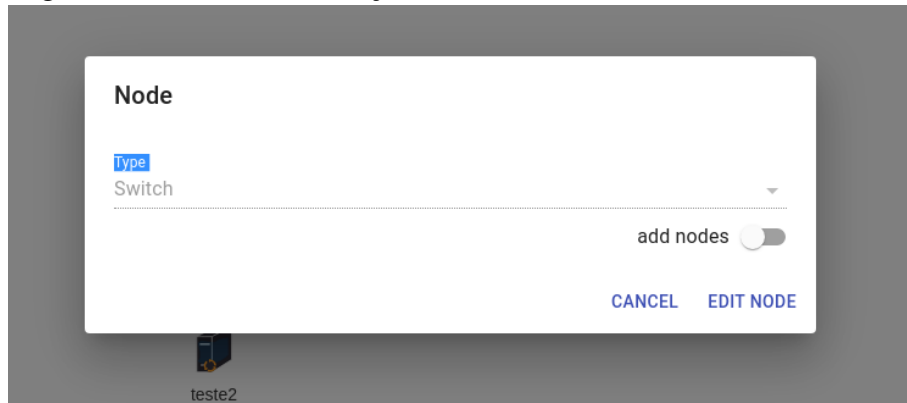 Node
Type
Switch
add nodes
CANCEL EDIT NODE
teste2